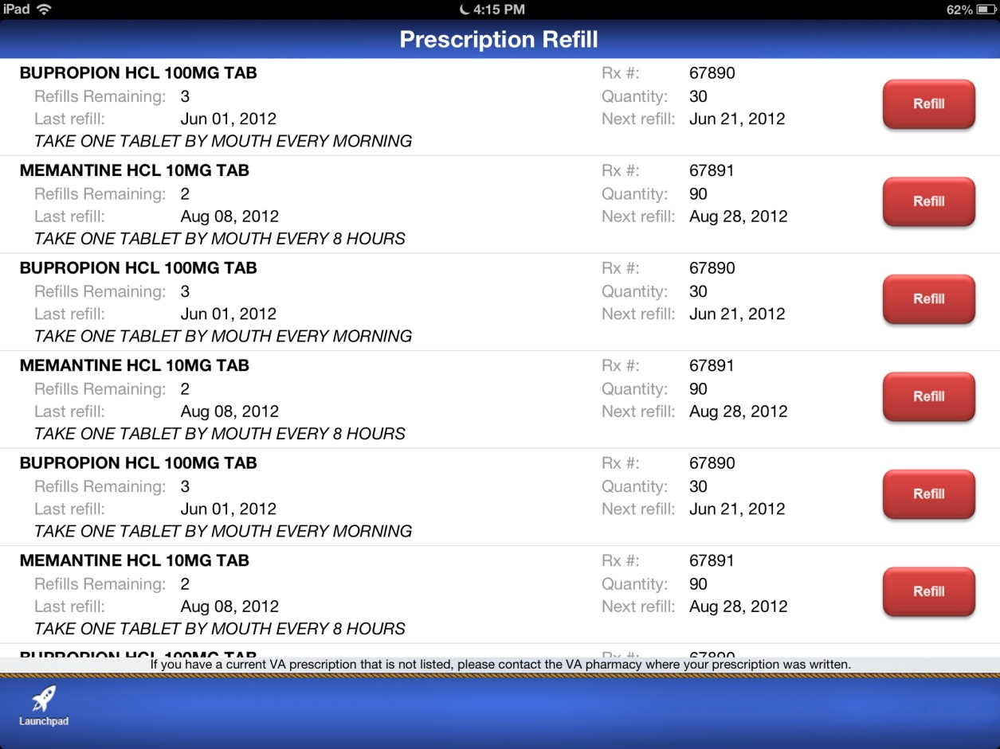 iPad 4:15 PM 62%
Prescription Refill
BUPROPION HCL 100MG TAB Rx #: 67890
Refills Remaining: 3 Quantity: 30 Refill
Last refill: Jun 01, 2012 Next refill: Jun 21, 2012
TAKE ONE TABLET BY MOUTH EVERY MORNING
MEMANTINE HCL 10MG TAB Rx #: 67891
Refills Remaining: 2 Quantity: 90 Refill
Last refill: Aug 08, 2012 Next refill: Aug 28, 2012
TAKE ONE TABLET BY MOUTH EVERY 8 HOURS
BUPROPION HCL 100MG TAB Rx #: 67890
Refills Remaining: 3 Quantity: 30 Refill
Last refill: Jun 01, 2012 Next refill: Jun 21, 2012
TAKE ONE TABLET BY MOUTH EVERY MORNING
MEMANTINE HCL 10MG TAB Rx #: 67891
Refills Remaining: 2 Quantity: 90 Refill
Last refill: Aug 08, 2012 Next refill: Aug 28, 2012
TAKE ONE TABLET BY MOUTH EVERY 8 HOURS
BUPROPION HCL 100MG TAB Rx #: 67890
Refills Remaining: 3 Quantity: 30 Refill
Last refill: Jun 01, 2012 Next refill: Jun 21, 2012
TAKE ONE TABLET BY MOUTH EVERY MORNING
MEMANTINE HCL 10MG TAB Rx #: 67891
Refills Remaining: 2 Quantity: 90 Refill
Last refill: Aug 08, 2012 Next refill: Aug 28, 2012
TAKE ONE TABLET BY MOUTH EVERY 8 HOURS
BUPROPION HCL 100MG TAB Rx #: 67890
If you have a current VA prescription that is not listed, please contact the VA pharmacy where your prescription was written.
Launchpad